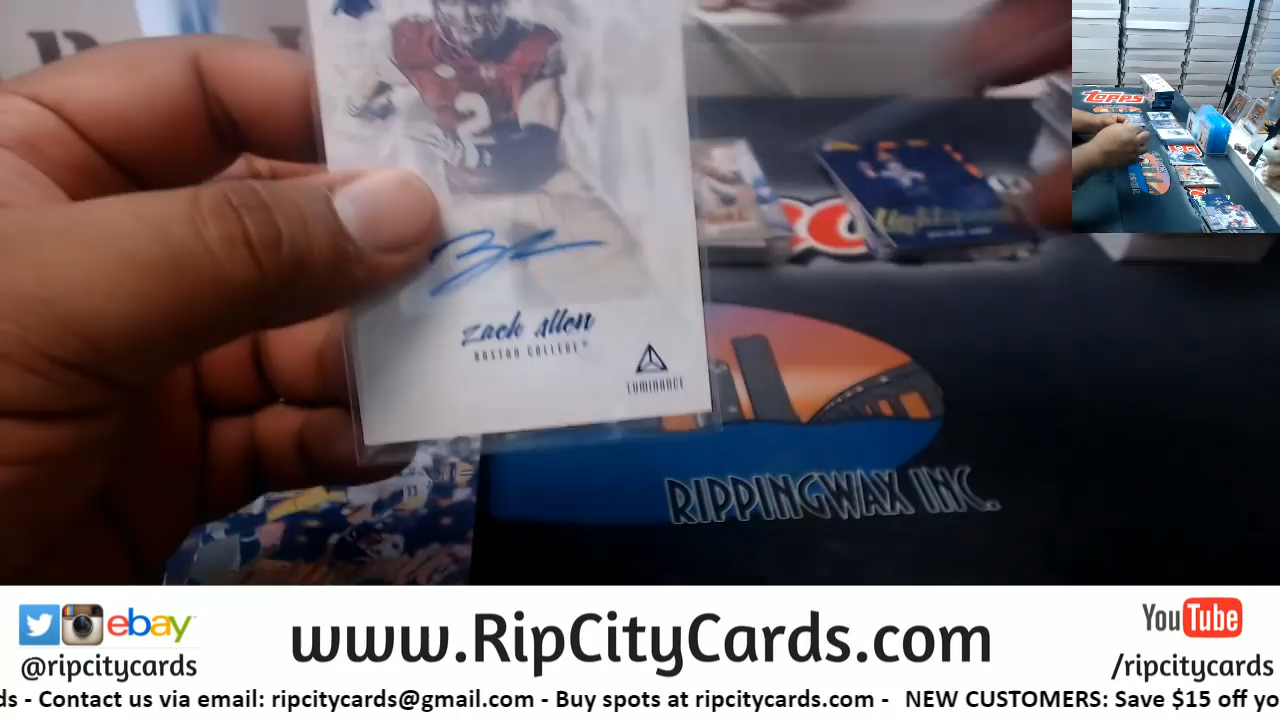 2
zach allen
BOSTON COLLEGE
LUMINANCE
RIPPINGWAX INC.
TOPPS
ebay
@ripcitycards
www.RipCityCards.com
YouTube
/ripcitycards
ds - Contact us via email: ripcitycards@gmail.com - Buy spots at ripcitycards.com - NEW CUSTOMERS: Save $15 off yo